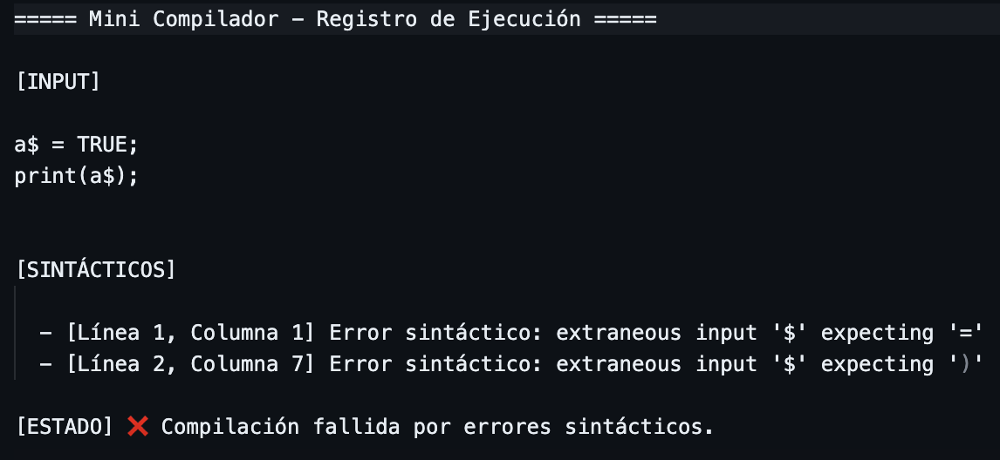 ===== Mini Compilador - Registro de Ejecución =====
[INPUT]
a$ = TRUE;
print(a$);
[SINTÁCTICOS]
- [Línea 1, Columna 1] Error sintáctico: extraneous input '$' expecting '='
- [Línea 2, Columna 7] Error sintáctico: extraneous input '$' expecting ')'
[ESTADO] ❌ Compilación fallida por errores sintácticos.